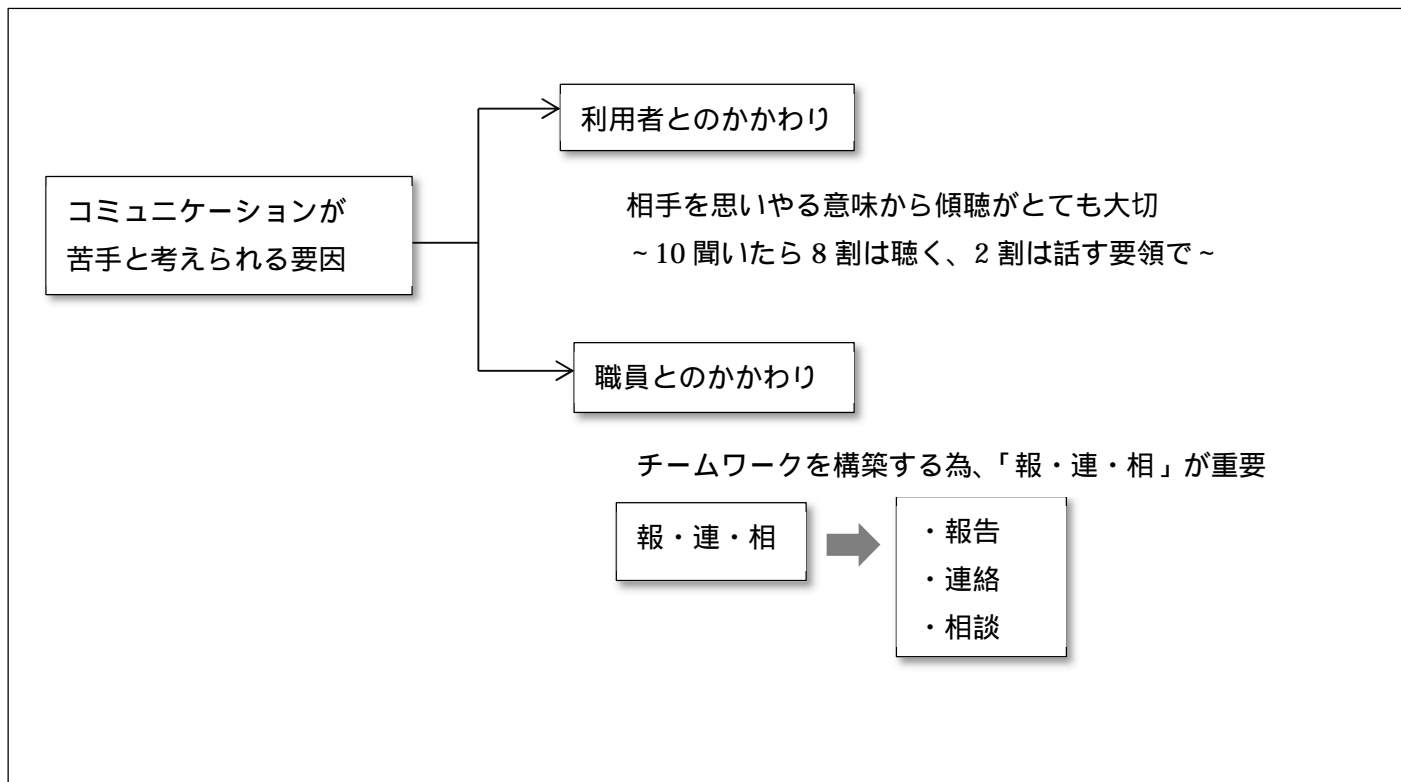 利用者とのかかわり
コミュニケーションが
苦手と考えられる要因
相手を思いやる意味から傾聴がとても大切
~10 聞いたら 8 割は聴く、2 割は話す要領で~
職員とのかかわり
チームワークを構築する為、「報・連・相」が重要
報・連・相
・報告
・連絡
・相談